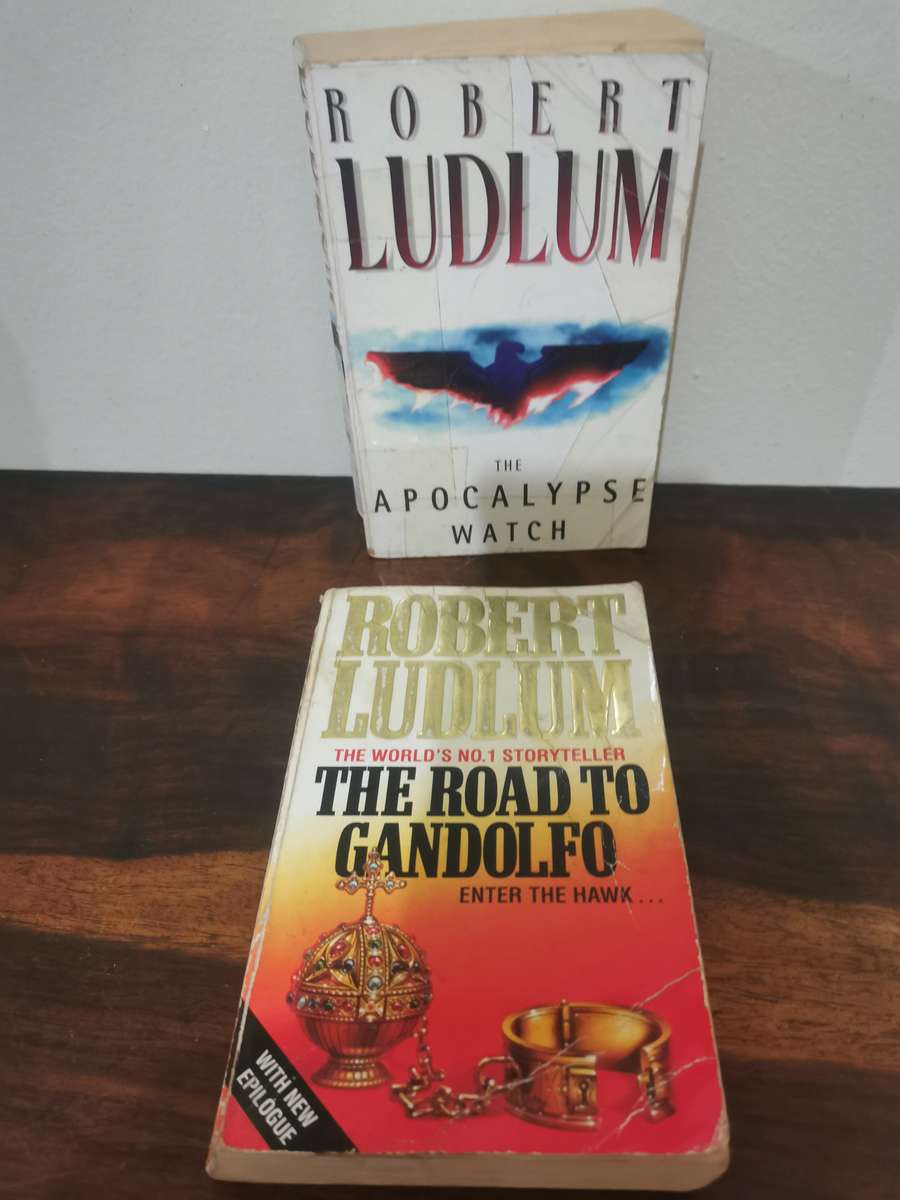 ROBERT
LUDLUM
THE
APOCALYPSE
WATCH
ROBERT
LUDLUM
THE WORLD'S NO.1 STORYTELLER
THE ROAD TO
GANDOLFO
ENTER THE HAWK...
WITH NEW
EPILOGUE